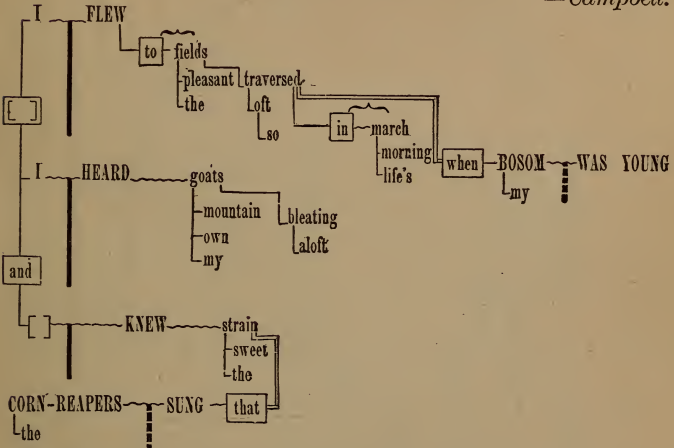 —Campbell.
I FLEW
to fields
pleasant traversed
the oft
so
in march
morning
life's
when BOSOM WAS YOUNG
my
[ ]
I HEARD goats
mountain bleating
own aloft
my
and
[ ] KNEW strain
sweet
the
CORN-REAPERS SUNG that
the